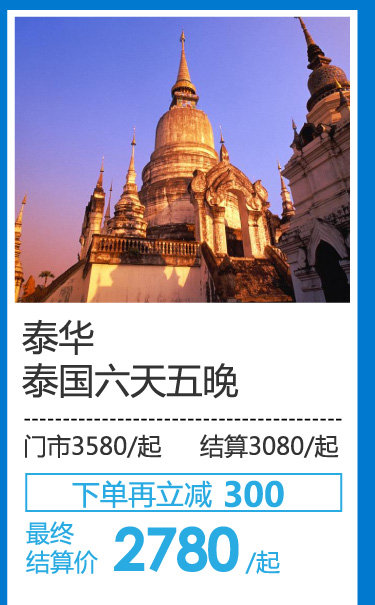 泰华
泰国六天五晚
门市3580/起 结算3080/起
下单再立减 300
最终
结算价 2780/起